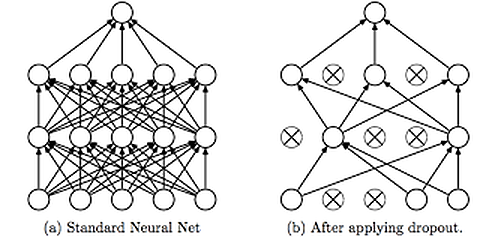 (a) Standard Neural Net
(b) After applying dropout.